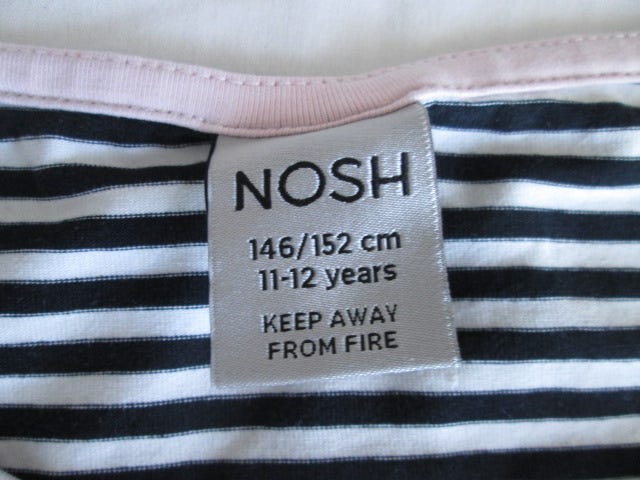 NOSH
146/152 cm
11-12 years
KEEP AWAY
FROM FIRE